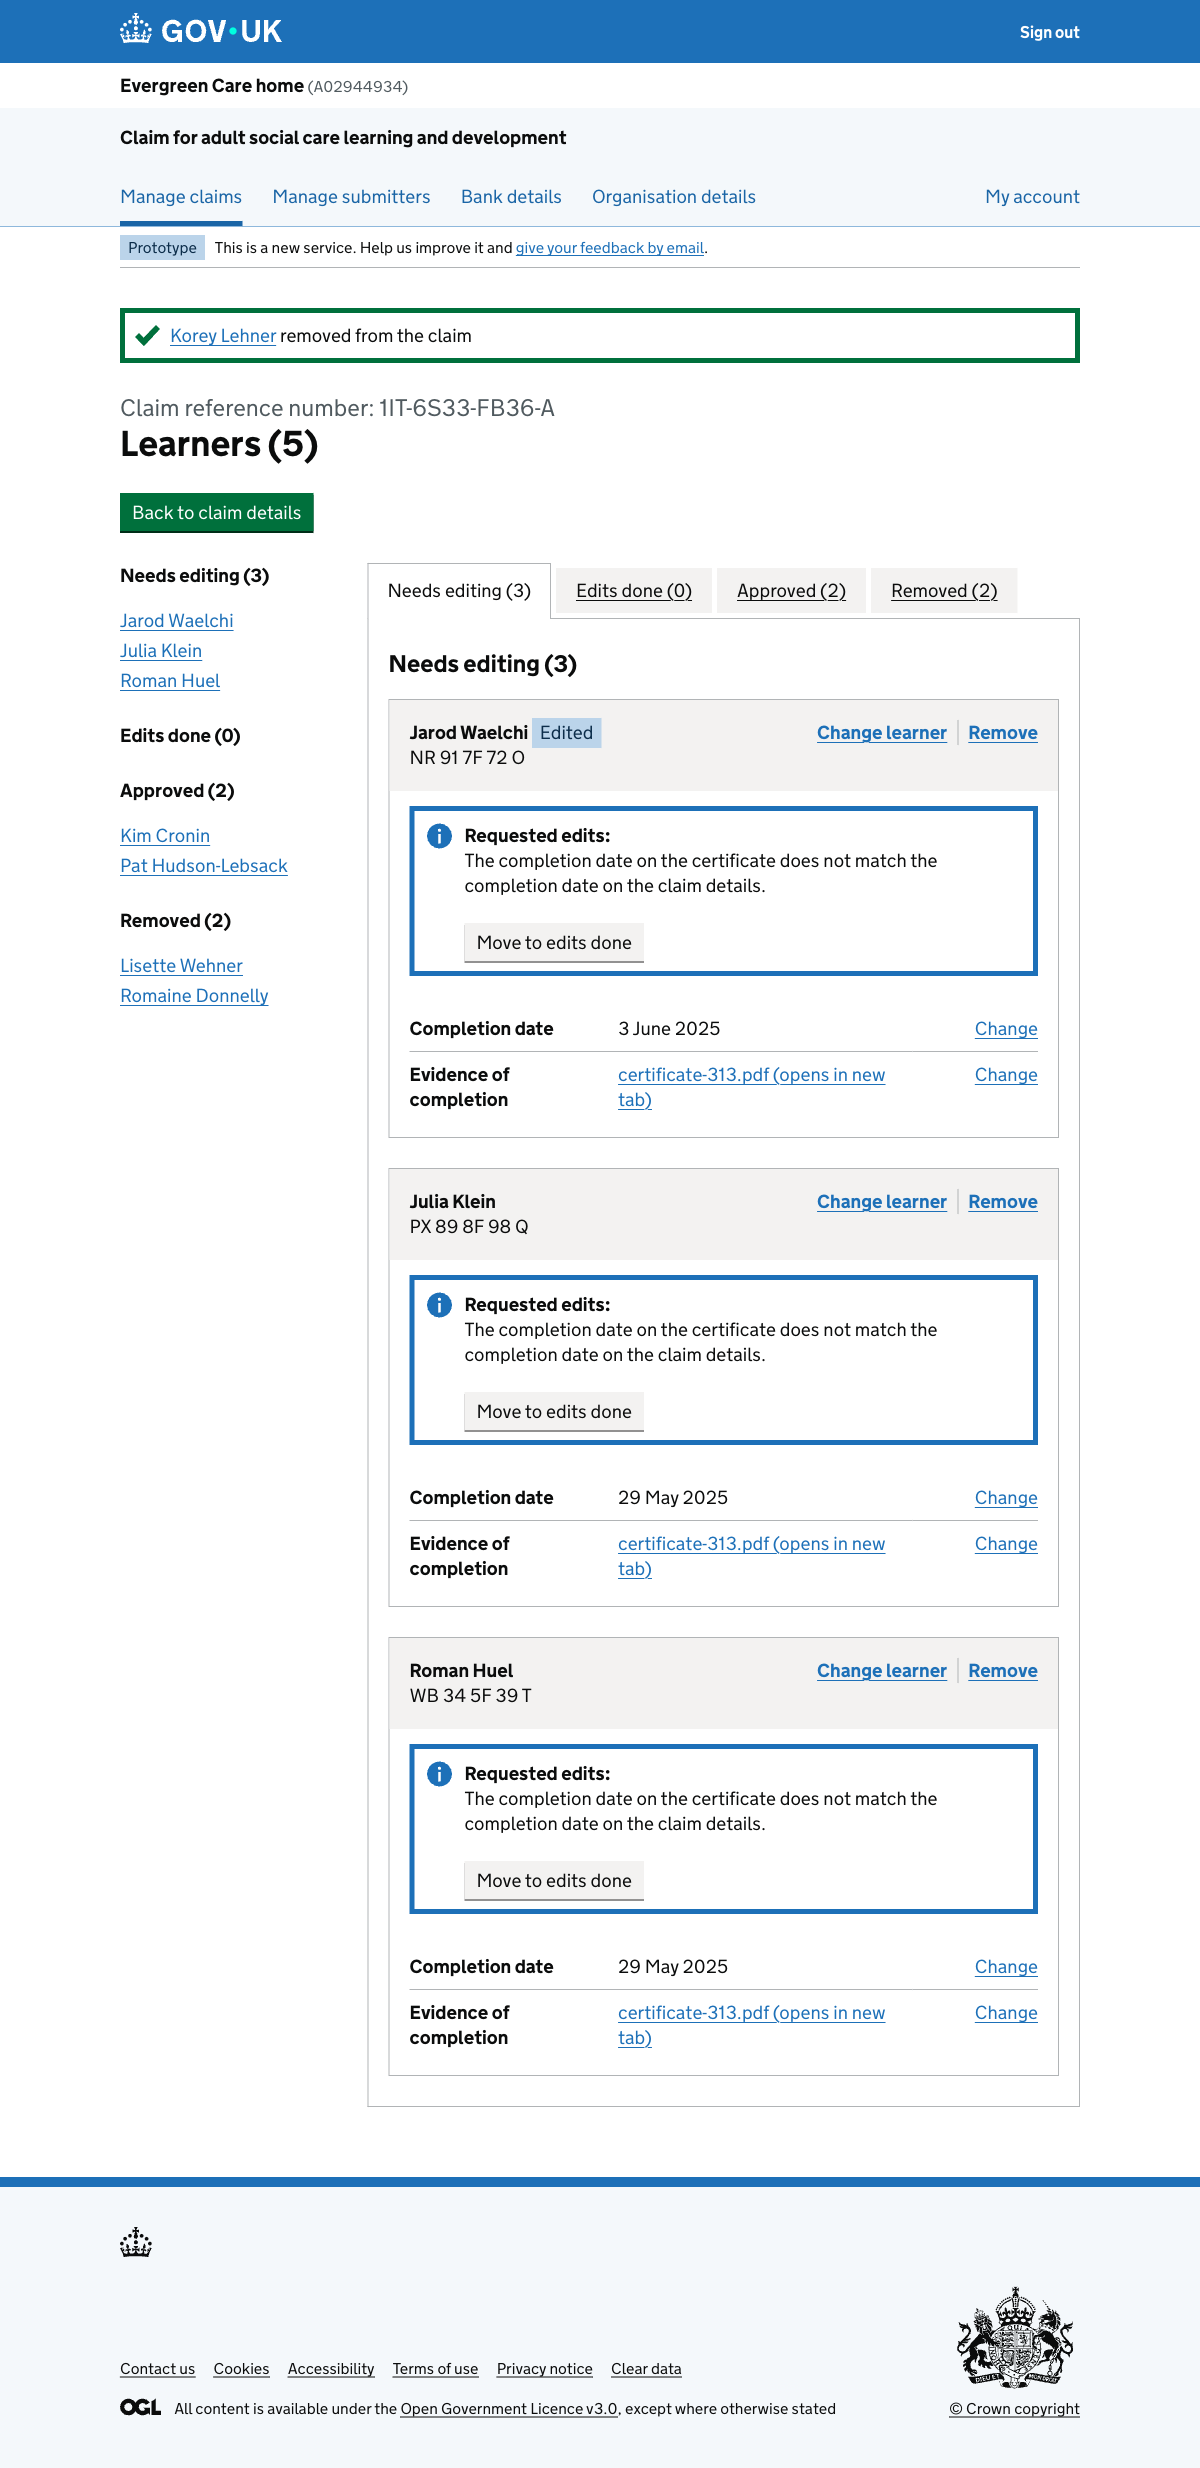 GOV·UK
Sign out
Evergreen Care home (A02944934)
Claim for adult social care learning and development
Manage claims Manage submitters Bank details Organisation details My account
Prototype This is a new service. Help us improve it and give your feedback by email.
Korey Lehner removed from the claim
Claim reference number: 1IT-6S33-FB36-A
Learners (5)
Back to claim details
Needs editing (3)
Jarod Waelchi
Julia Klein
Roman Huel
Edits done (0)
Approved (2)
Kim Cronin
Pat Hudson-Lebsack
Removed (2)
Lisette Wehner
Romaine Donnelly
Needs editing (3) Edits done (0) Approved (2) Removed (2)
Needs editing (3)
Jarod Waelchi Edited Change learner Remove
NR 91 7F 72 O
Requested edits:
The completion date on the certificate does not match the
completion date on the claim details.
Move to edits done
Completion date 3 June 2025 Change
Evidence of certificate-313.pdf (opens in new Change
completion tab)
Julia Klein Change learner Remove
PX 89 8F 98 Q
Requested edits:
The completion date on the certificate does not match the
completion date on the claim details.
Move to edits done
Completion date 29 May 2025 Change
Evidence of certificate-313.pdf (opens in new Change
completion tab)
Roman Huel Change learner Remove
WB 34 5F 39 T
Requested edits:
The completion date on the certificate does not match the
completion date on the claim details.
Move to edits done
Completion date 29 May 2025 Change
Evidence of certificate-313.pdf (opens in new Change
completion tab)
Contact us Cookies Accessibility Terms of use Privacy notice Clear data
OGL All content is available under the Open Government Licence v3.0, except where otherwise stated
© Crown copyright